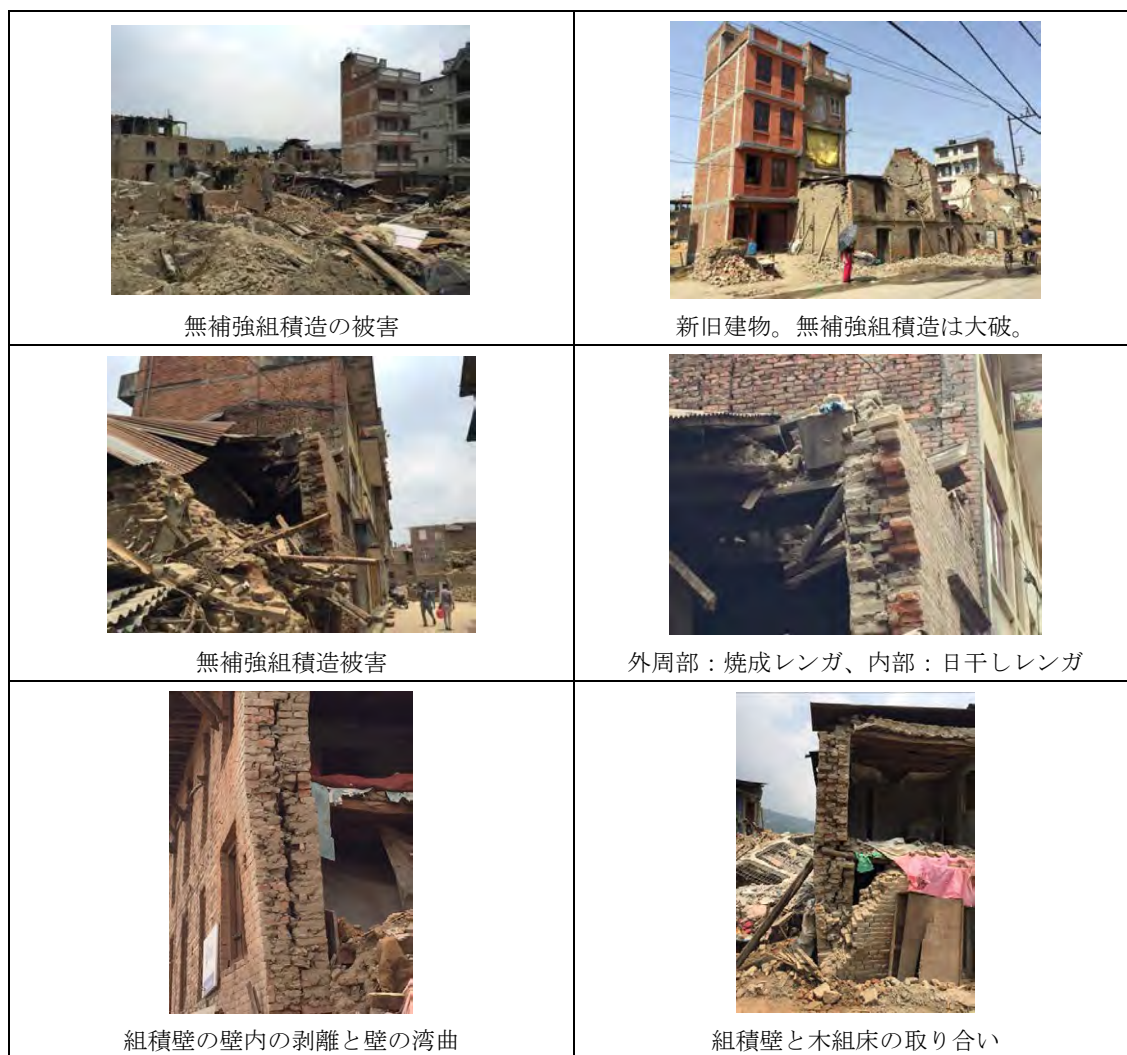 無補強組積造の被害
新旧建物。無補強組積造は大破。
無補強組積造被害
外周部：焼成レンガ、内部：日干しレンガ
組積壁の壁内の剥離と壁の湾曲
組積壁と木組床の取り合い